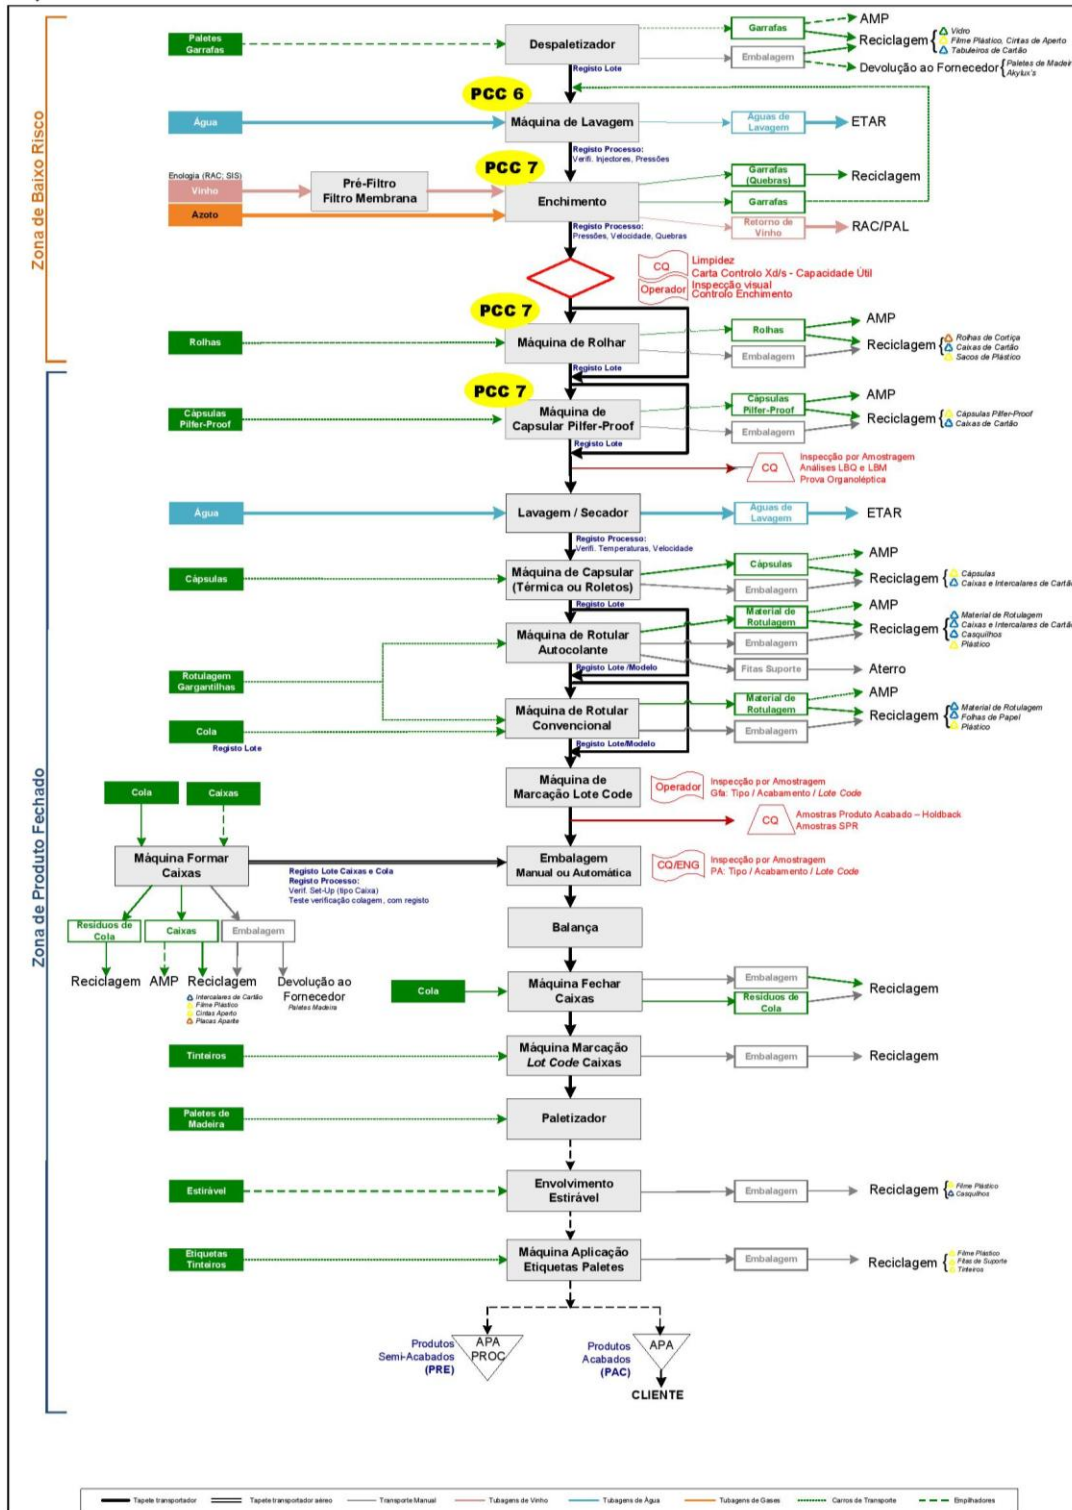 Zona de Baixo Risco
Paletes
Garrafas
Despaletizador
Registo Lote
Garrafas
Embalagem
AMP
Reciclagem
Vidro
Filme Plástico, Cintas de Aperto
Tabuleiros de Cartão
Devolução ao Fornecedor
Paletes de Madeir
Akylux's
PCC 6
Água
Máquina de Lavagem
Águas de
Lavagem
ETAR
Registo Processo:
Verifi. Injectores, Pressões
PCC 7
Enologia (RAC; SIS)
Vinho
Azoto
Pré-Filtro
Filtro Membrana
Enchimento
Garrafas
(Quebras)
Reciclagem
Garrafas
Retorno de
Vinho
RAC/PAL
Registo Processo:
Pressões, Velocidade, Quebras
CQ
Limpidez
Carta Controlo Xd/s - Capacidade Útil
Operador
Inspecção visual
Controlo Enchimento
PCC 7
Rolhas
Máquina de Rolhar
Registo Lote
Rolhas
Embalagem
AMP
Reciclagem
Rolhas de Cortiça
Caixas de Cartão
Sacos de Plástico
Zona de Produto Fechado
PCC 7
Cápsulas
Pilfer-Proof
Máquina de
Capsular Pilfer-Proof
Registo Lote
Cápsulas
Pilfer-Proof
Embalagem
AMP
Reciclagem
Cápsulas Pilfer-Proof
Caixas de Cartão
CQ
Inspecção por Amostragem
Análises LBQ e LBM
Prova Organoléptica
Água
Lavagem / Secador
Águas de
Lavagem
ETAR
Registo Processo:
Verifi. Temperaturas, Velocidade
Cápsulas
Máquina de Capsular
(Térmica ou Roletos)
Registo Lote
Cápsulas
Embalagem
AMP
Reciclagem
Cápsulas
Caixas e Intercalares de Cartão
Rotulagem
Gargantilhas
Máquina de Rotular
Autocolante
Registo Lote /Modelo
Material de
Rotulagem
Embalagem
Fitas Suporte
AMP
Reciclagem
Material de Rotulagem
Caixas e Intercalares de Cartão
Casquilhos
Plástico
Aterro
Cola
Registo Lote
Máquina de Rotular
Convencional
Registo Lote/Modelo
Material de
Rotulagem
Embalagem
AMP
Reciclagem
Material de Rotulagem
Folhas de Papel
Plástico
Máquina de
Marcação Lote Code
Operador
Inspecção por Amostragem
Gfa: Tipo / Acabamento / Lote Code
CQ
Amostras Produto Acabado – Holdback
Amostras SPR
Cola
Caixas
Máquina Formar
Caixas
Registo Lote Caixas e Cola
Registo Processo:
Verif. Set-Up (tipo Caixa)
Teste verificação colagem, com registo
Embalagem
Manual ou Automática
CQ/ENG
Inspecção por Amostragem
PA: Tipo / Acabamento / Lote Code
Resíduos de
Cola
Caixas
Embalagem
Reciclagem
AMP
Reciclagem
Intercalares de Cartão
Filme Plástico
Cintas Aparto
Placas Aparte
Devolução ao
Fornecedor
Paletes Madeira
Balança
Cola
Máquina Fechar
Caixas
Embalagem
Resíduos de
Cola
Reciclagem
Tinteiros
Máquina Marcação
Lot Code Caixas
Embalagem
Reciclagem
Paletes de
Madeira
Paletizador
Estirável
Envolvimento
Estirável
Embalagem
Reciclagem
Filme Plástico
Casquilhos
Etiquetas
Tinteiros
Máquina Aplicação
Etiquetas Paletes
Embalagem
Reciclagem
Filme Plástico
Fitas de Suporte
Tinteiros
Produtos
Semi-Acabados
(PRE)
APA
PROC
Produtos
Acabados
(PAC)
APA
CLIENTE
Tapete transportador
Tapete transportador aéreo
Transporte Manual
Tubagens de Vinho
Tubagens de Água
Tubagens de Gases
Carros de Transporte
Empilhadores